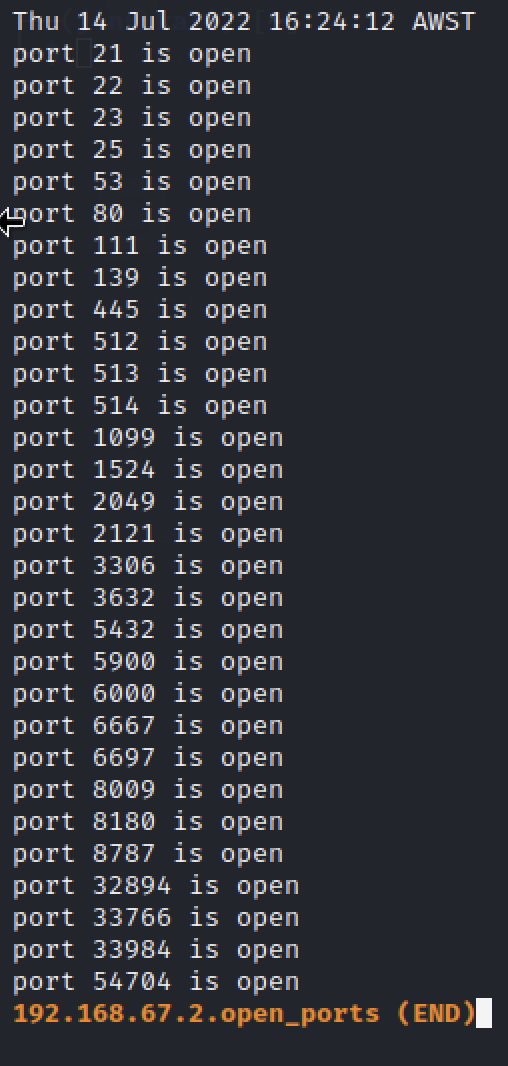 Thu 14 Jul 2022 16:24:12 AWST
port 21 is open
port 22 is open
port 23 is open
port 25 is open
port 53 is open
port 80 is open
port 111 is open
port 139 is open
port 445 is open
port 512 is open
port 513 is open
port 514 is open
port 1099 is open
port 1524 is open
port 2049 is open
port 2121 is open
port 3306 is open
port 3632 is open
port 5432 is open
port 5900 is open
port 6000 is open
port 6667 is open
port 6697 is open
port 8009 is open
port 8180 is open
port 8787 is open
port 32894 is open
port 33766 is open
port 33984 is open
port 54704 is open
192.168.67.2.open_ports (END)